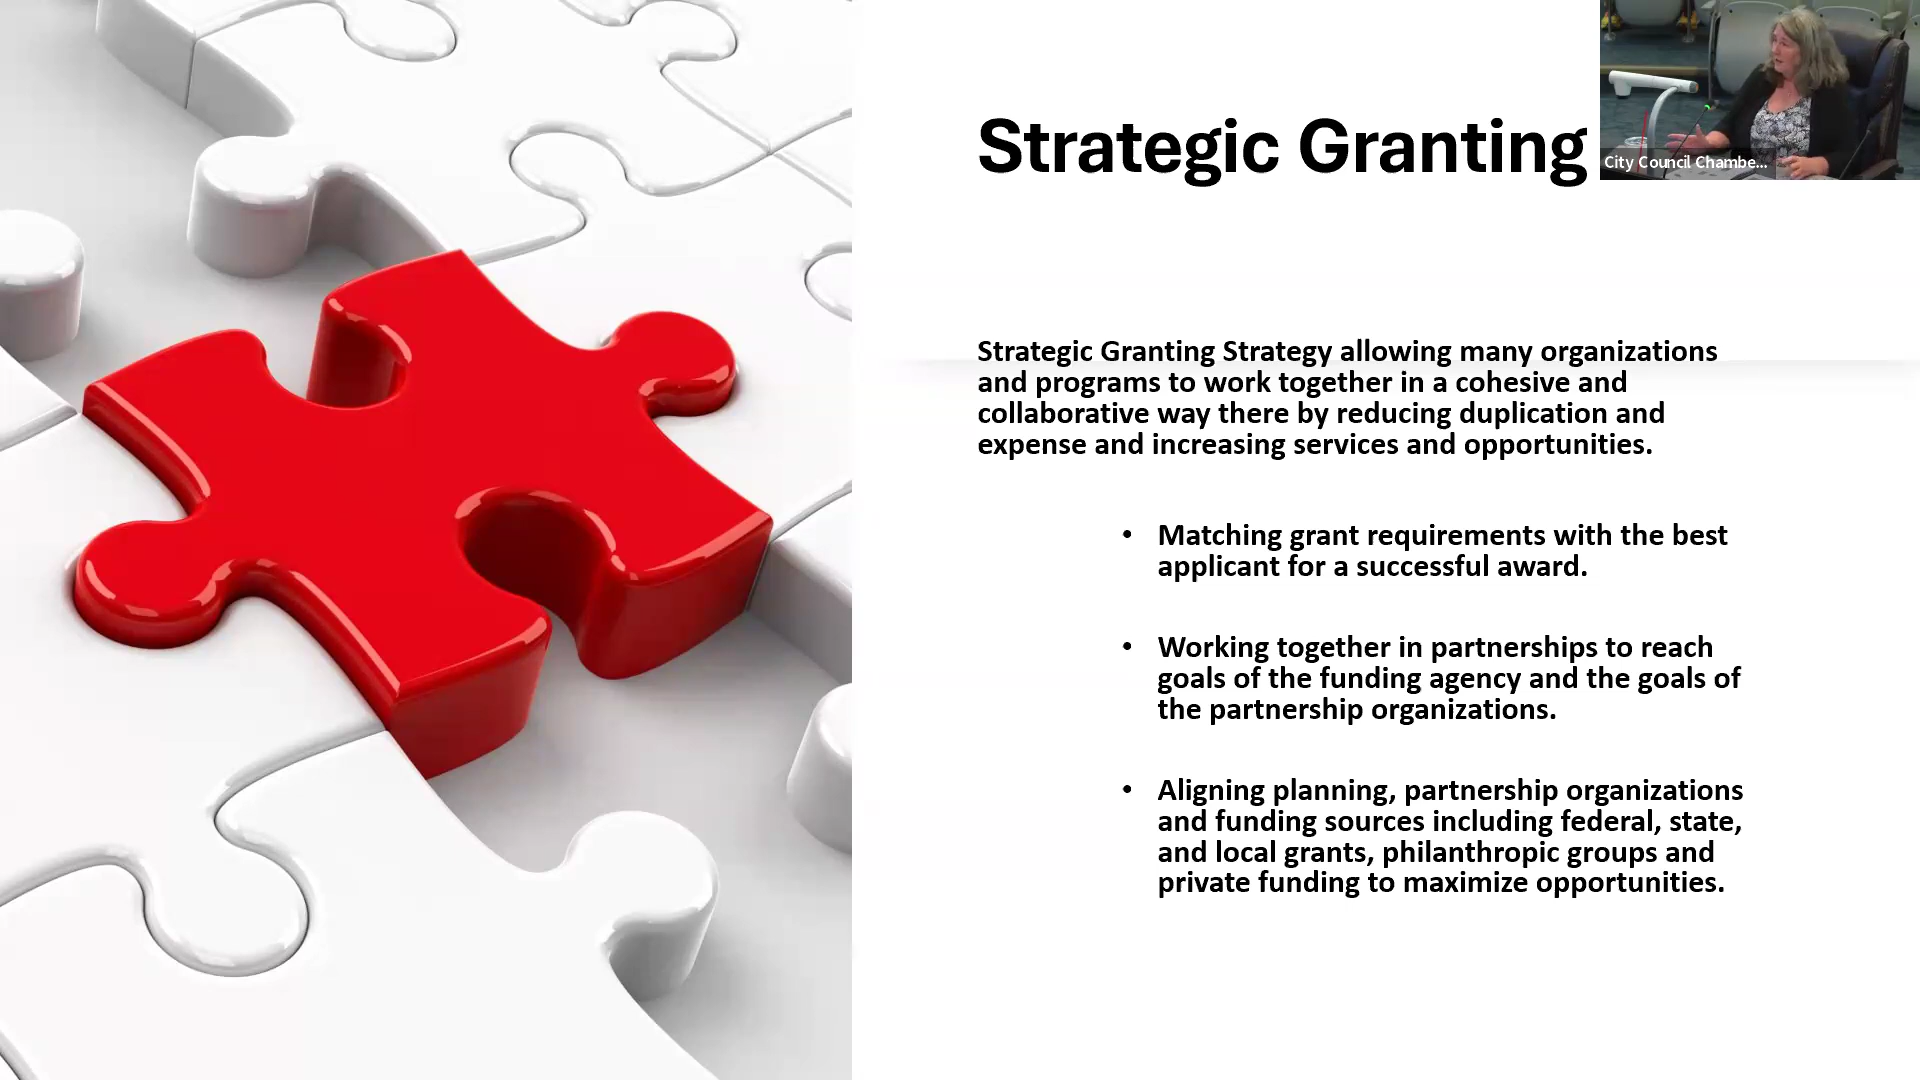 Strategic Granting
City Council Chambe...
Strategic Granting Strategy allowing many organizations
and programs to work together in a cohesive and
collaborative way there by reducing duplication and
expense and increasing services and opportunities.
• Matching grant requirements with the best
applicant for a successful award.
• Working together in partnerships to reach
goals of the funding agency and the goals of
the partnership organizations.
• Aligning planning, partnership organizations
and funding sources including federal, state,
and local grants, philanthropic groups and
private funding to maximize opportunities.